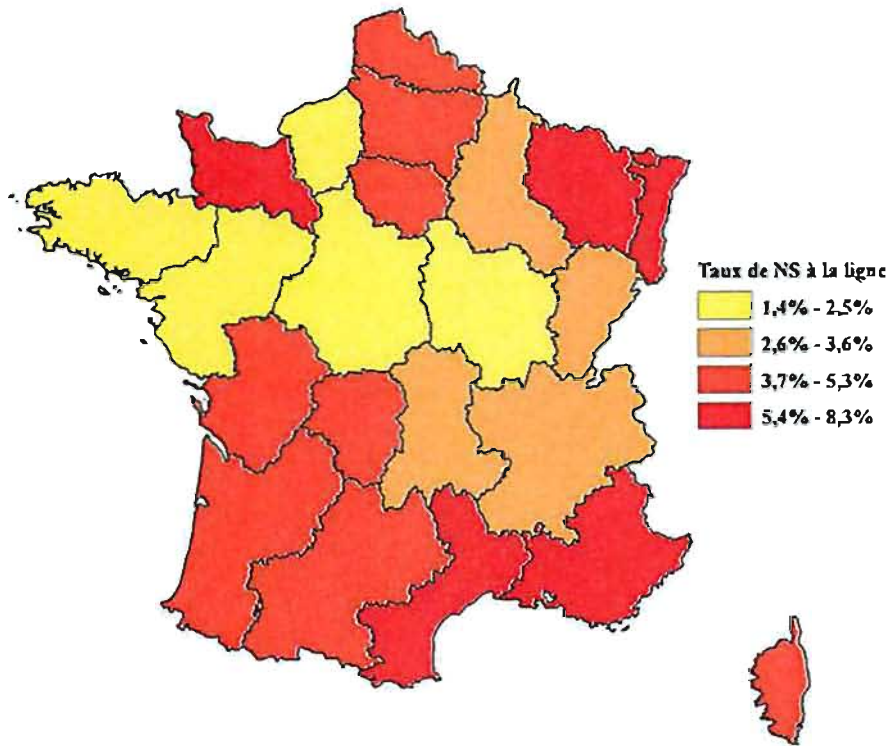 Taux de NS à la ligne
1,4% - 2,5%
2,6% - 3,6%
3,7% - 5,3%
5,4% - 8,3%